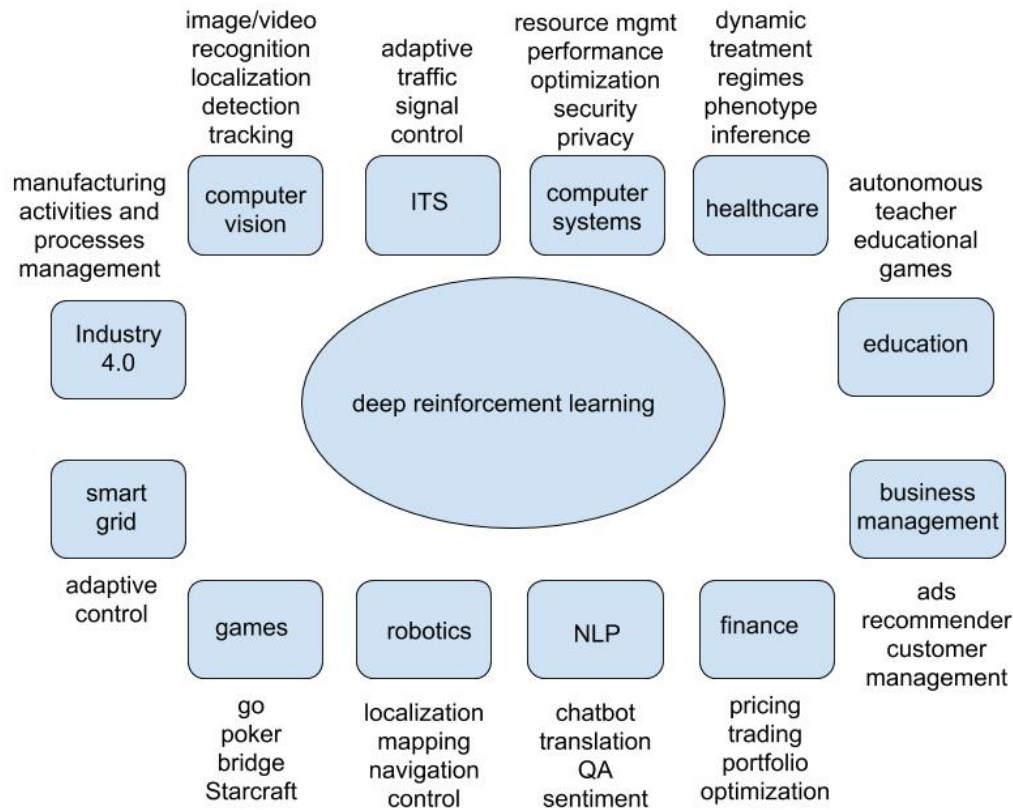 image/video
recognition
localization
detection
tracking
computer
vision
adaptive
traffic
signal
control
ITS
resource mgmt
performance
optimization
security
privacy
computer
systems
dynamic
treatment
regimes
phenotype
inference
healthcare
manufacturing
activities and
processes
management
Industry
4.0
autonomous
teacher
educational
games
education
deep reinforcement learning
smart
grid
adaptive
control
business
management
ads
recommender
customer
management
games
go
poker
bridge
Starcraft
robotics
localization
mapping
navigation
control
NLP
chatbot
translation
QA
sentiment
finance
pricing
trading
portfolio
optimization